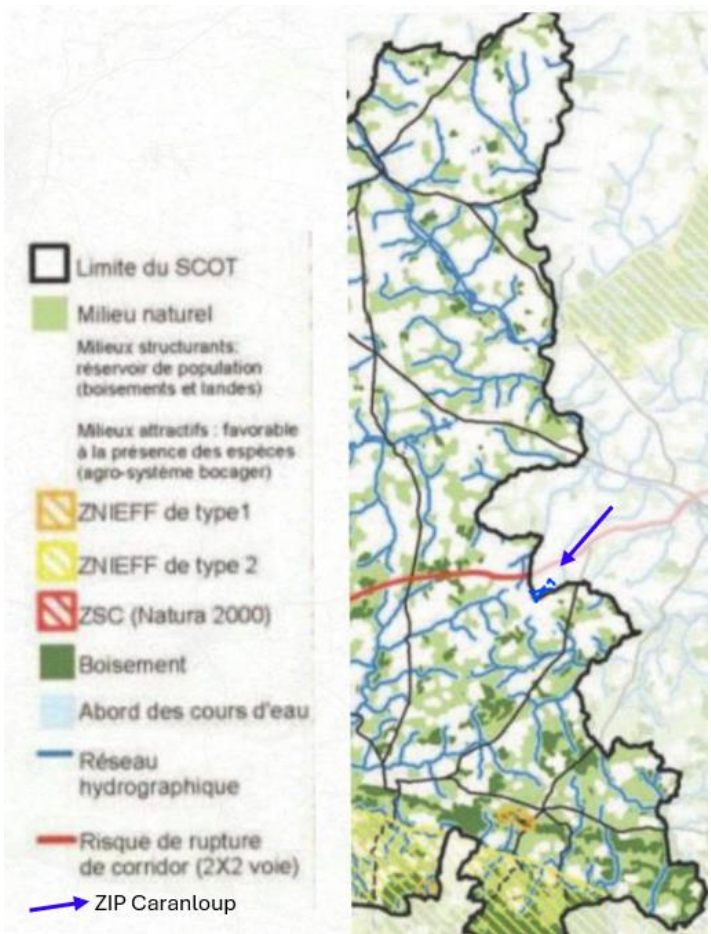 Limite du SCOT
Milieu naturel
Milieux structurants:
réservoir de population
(boisements et landes)
Milieux attractifs : favorable
à la présence des espèces
(agro-système bocager)
ZNIEFF de type1
ZNIEFF de type 2
ZSC (Natura 2000)
Boisement
Abord des cours d'eau
Réseau
hydrographique
Risque de rupture
de corridor (2X2 voie)
ZIP Caranloup